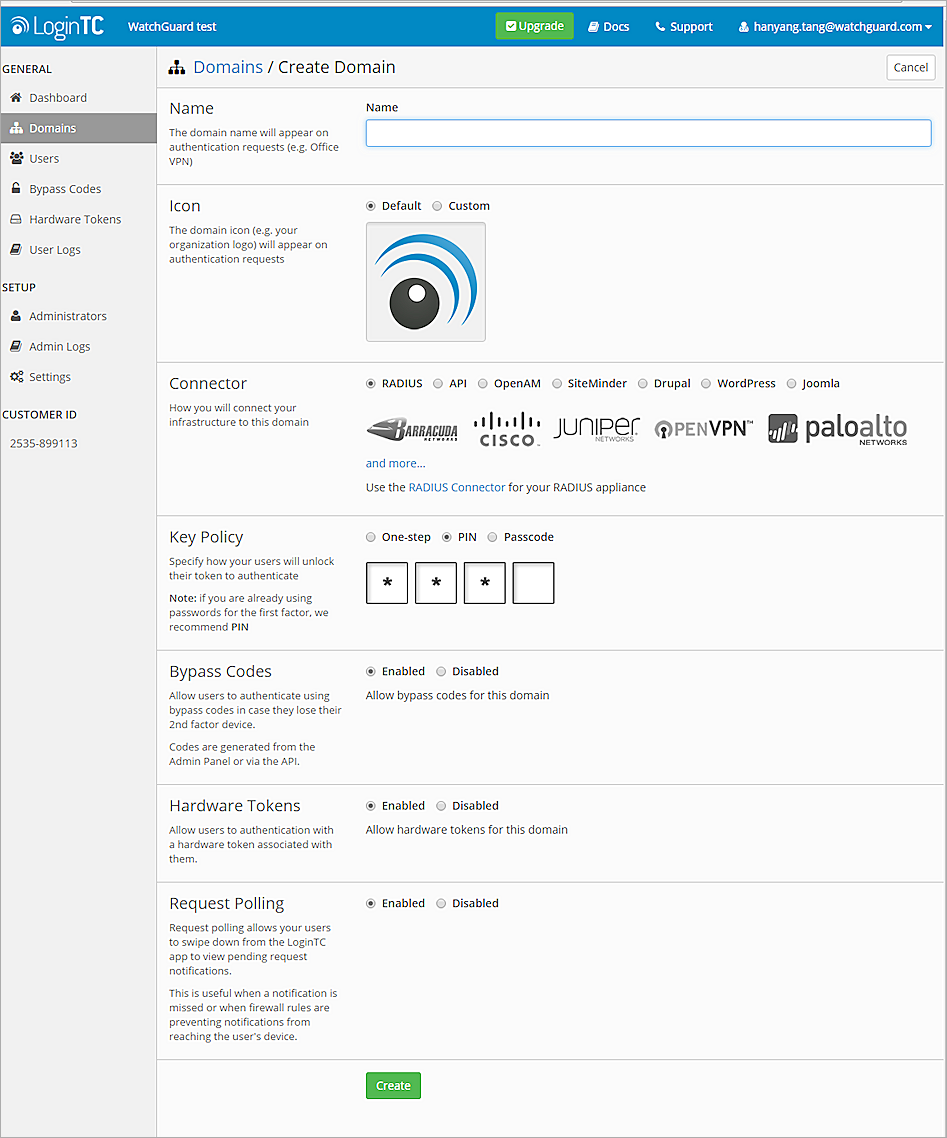 LoginTC
WatchGuard test
Upgrade
Docs
Support
hanyang.tang@watchguard.com
GENERAL
Dashboard
Domains
Users
Bypass Codes
Hardware Tokens
User Logs
SETUP
Administrators
Admin Logs
Settings
CUSTOMER ID
2535-899113
Domains / Create Domain
Cancel
Name
The domain name will appear on
authentication requests (e.g. Office
VPN)
Name
Icon
The domain icon (e.g. your
organization logo) will appear on
authentication requests
Default
Custom
Connector
How you will connect your
infrastructure to this domain
RADIUS
API
OpenAM
SiteMinder
Drupal
WordPress
Joomla
BARRACUDA
NETWORKS
CISCO
JUNIPER
NETWORKS
OPENVPN™
paloalto
NETWORKS
and more...
Use the RADIUS Connector for your RADIUS appliance
Key Policy
Specify how your users will unlock
their token to authenticate
Note: if you are already using
passwords for the first factor, we
recommend PIN
One-step
PIN
Passcode
* * *
Bypass Codes
Allow users to authenticate using
bypass codes in case they lose their
2nd factor device.
Codes are generated from the
Admin Panel or via the API.
Enabled
Disabled
Allow bypass codes for this domain
Hardware Tokens
Allow users to authentication with
a hardware token associated with
them.
Enabled
Disabled
Allow hardware tokens for this domain
Request Polling
Request polling allows your users
to swipe down from the LoginTC
app to view pending request
notifications.
This is useful when a notification is
missed or when firewall rules are
preventing notifications from
reaching the user's device.
Enabled
Disabled
Create